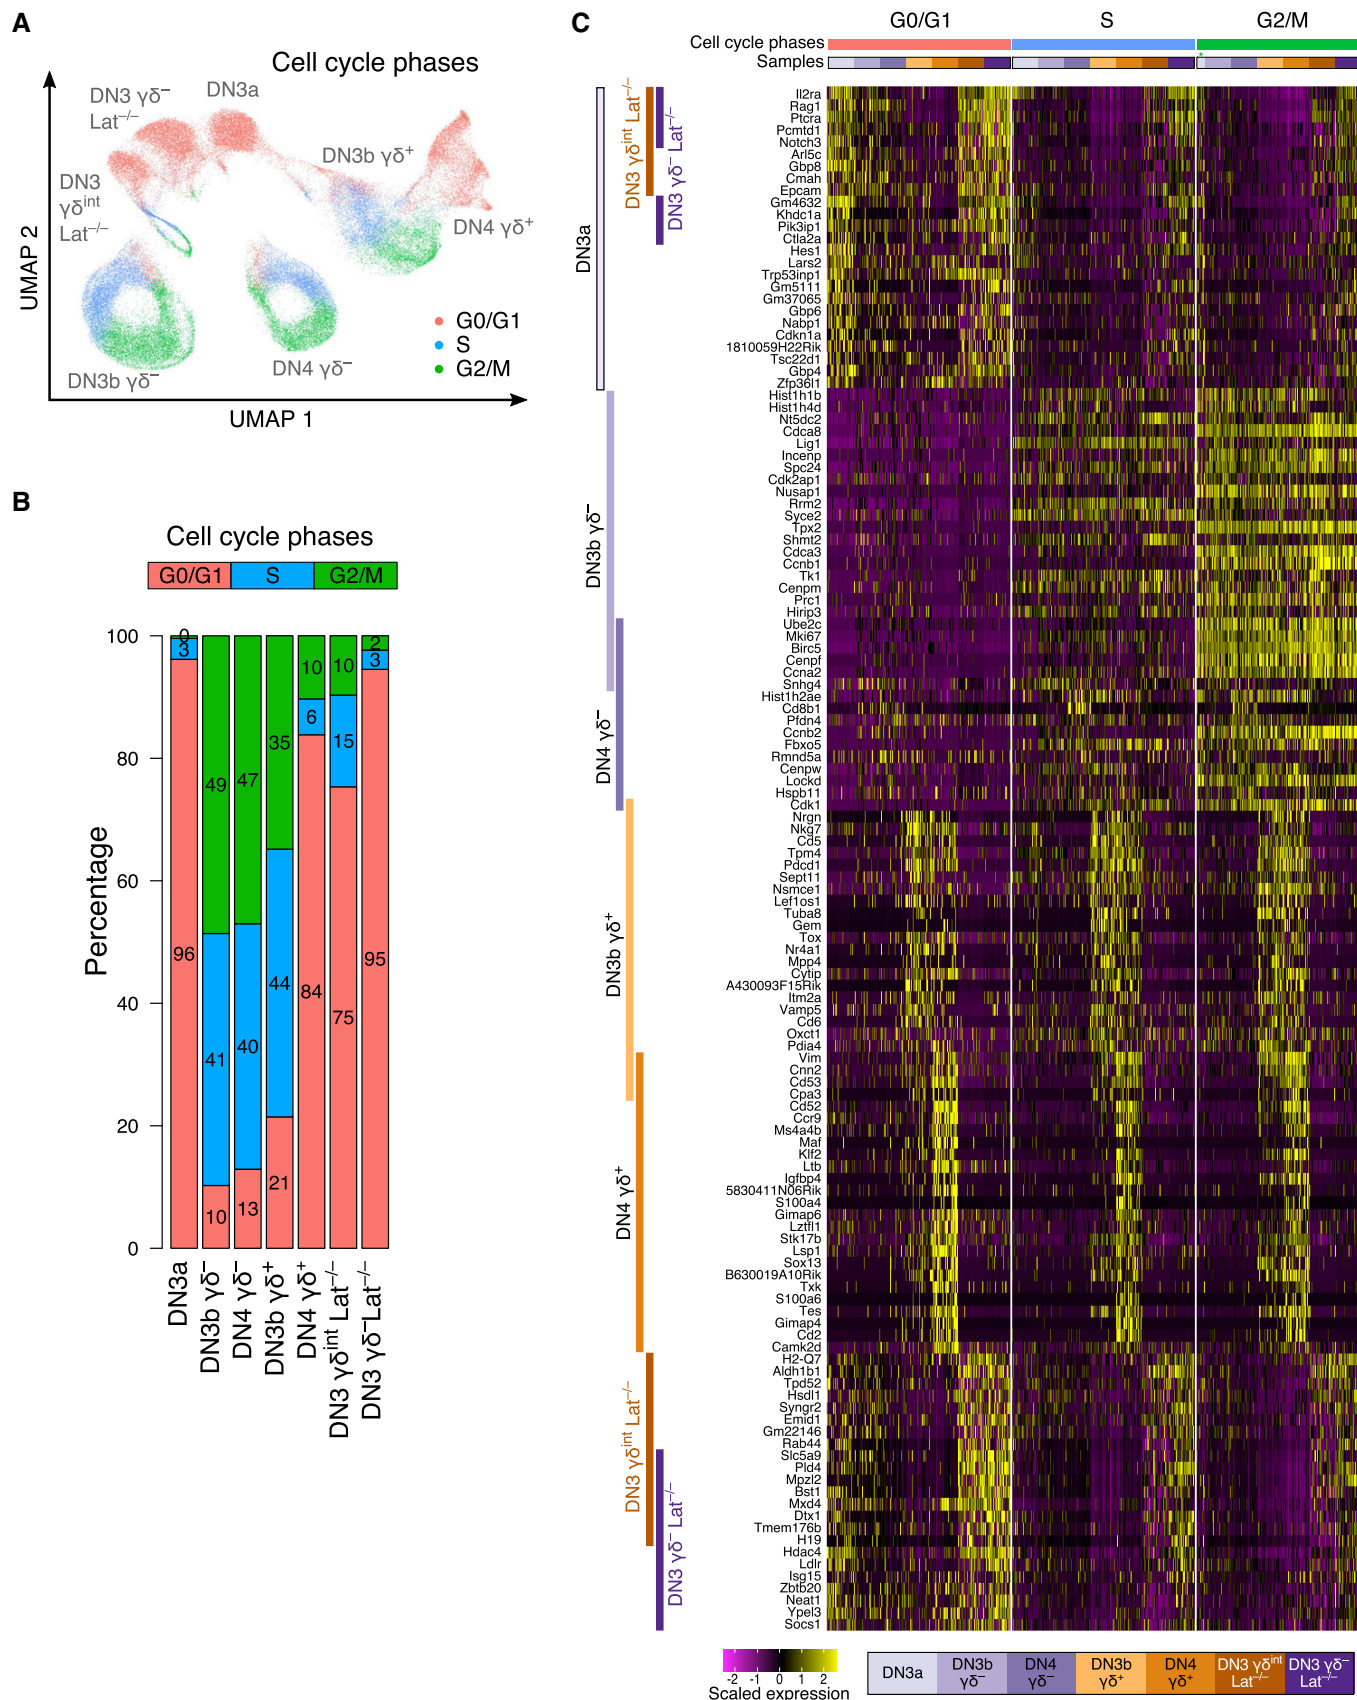 A
Cell cycle phases
DN3 γδ⁻
Lat⁻/⁻
DN3a
DN3b γδ⁺
DN3
γδⁱⁿᵗ
Lat⁻/⁻
DN4 γδ⁺
DN3b γδ⁻
DN4 γδ⁻
G0/G1
S
G2/M
UMAP 2
UMAP 1
B
Cell cycle phases
G0/G1 S G2/M
Percentage
100
80
60
40
20
0
0
3
96
49
41
10
47
40
13
35
44
21
10
6
84
10
15
75
2
3
95
DN3a
DN3b γδ⁻
DN4 γδ⁻
DN3b γδ⁺
DN4 γδ⁺
DN3 γδⁱⁿᵗ Lat⁻/⁻
DN3 γδ⁻Lat⁻/⁻
C
G0/G1 S G2/M
Cell cycle phases
Samples
*
DN3a
DN3 γδⁱⁿᵗ Lat⁻/⁻
DN3 γδ⁻ Lat⁻/⁻
DN3b γδ⁻
DN4 γδ⁻
DN3b γδ⁺
DN4 γδ⁺
DN3 γδⁱⁿᵗ Lat⁻/⁻
DN3 γδ⁻ Lat⁻/⁻
Il2ra
Rag1
Ptcra
Pcmtd1
Notch3
Arl5c
Gbp8
Cmah
Epcam
Gm4632
Khdc1a
Pik3ip1
Ctla2a
Hes1
Lars2
Trp53inp1
Gm5111
Gm37065
Gbp6
Nabp1
Cdkn1a
1810059H22Rik
Tsc22d1
Gbp4
Zfp36l1
Hist1h1b
Hist1h4d
Nt5dc2
Cdca8
Lig1
Incenp
Spc24
Cdk2ap1
Nusap1
Rrm2
Syce2
Tpx2
Shmt2
Cdca3
Ccnb1
Tk1
Cenpm
Prc1
Hirip3
Ube2c
Mki67
Birc5
Cenpf
Ccna2
Snhg4
Hist1h2ae
Cd8b1
Pfdn4
Ccnb2
Fbxo5
Rmnd5a
Cenpw
Lockd
Hspb11
Cdk1
Nrgn
Nkg7
Cd5
Tpm4
Pdcd1
Sept11
Nsmce1
Lef1os1
Tuba8
Gem
Tox
Nr4a1
Mpp4
Cytip
A430093F15Rik
Itm2a
Vamp5
Cd6
Oxct1
Pdia4
Vim
Cnn2
Cd53
Cpa3
Cd52
Ccr9
Ms4a4b
Maf
Klf2
Ltb
Igfbp4
5830411N06Rik
S100a4
Gimap6
Lztfl1
Stk17b
Lsp1
Sox13
B630019A10Rik
Txk
S100a6
Tes
Gimap4
Cd2
Camk2d
H2-Q7
Aldh1b1
Tpd52
Hsdl1
Syngr2
Emid1
Gm22146
Rab44
Slc5a9
Pld4
Mpzl2
Bst1
Mxd4
Dtx1
Tmem176b
H19
Hdac4
Ldlr
Isg15
Zbtb20
Neat1
Ypel3
Socs1
-2 -1 0 1 2
Scaled expression
DN3a
DN3b γδ⁻
DN4 γδ⁻
DN3b γδ⁺
DN4 γδ⁺
DN3 γδⁱⁿᵗ Lat⁻/⁻
DN3 γδ⁻ Lat⁻/⁻